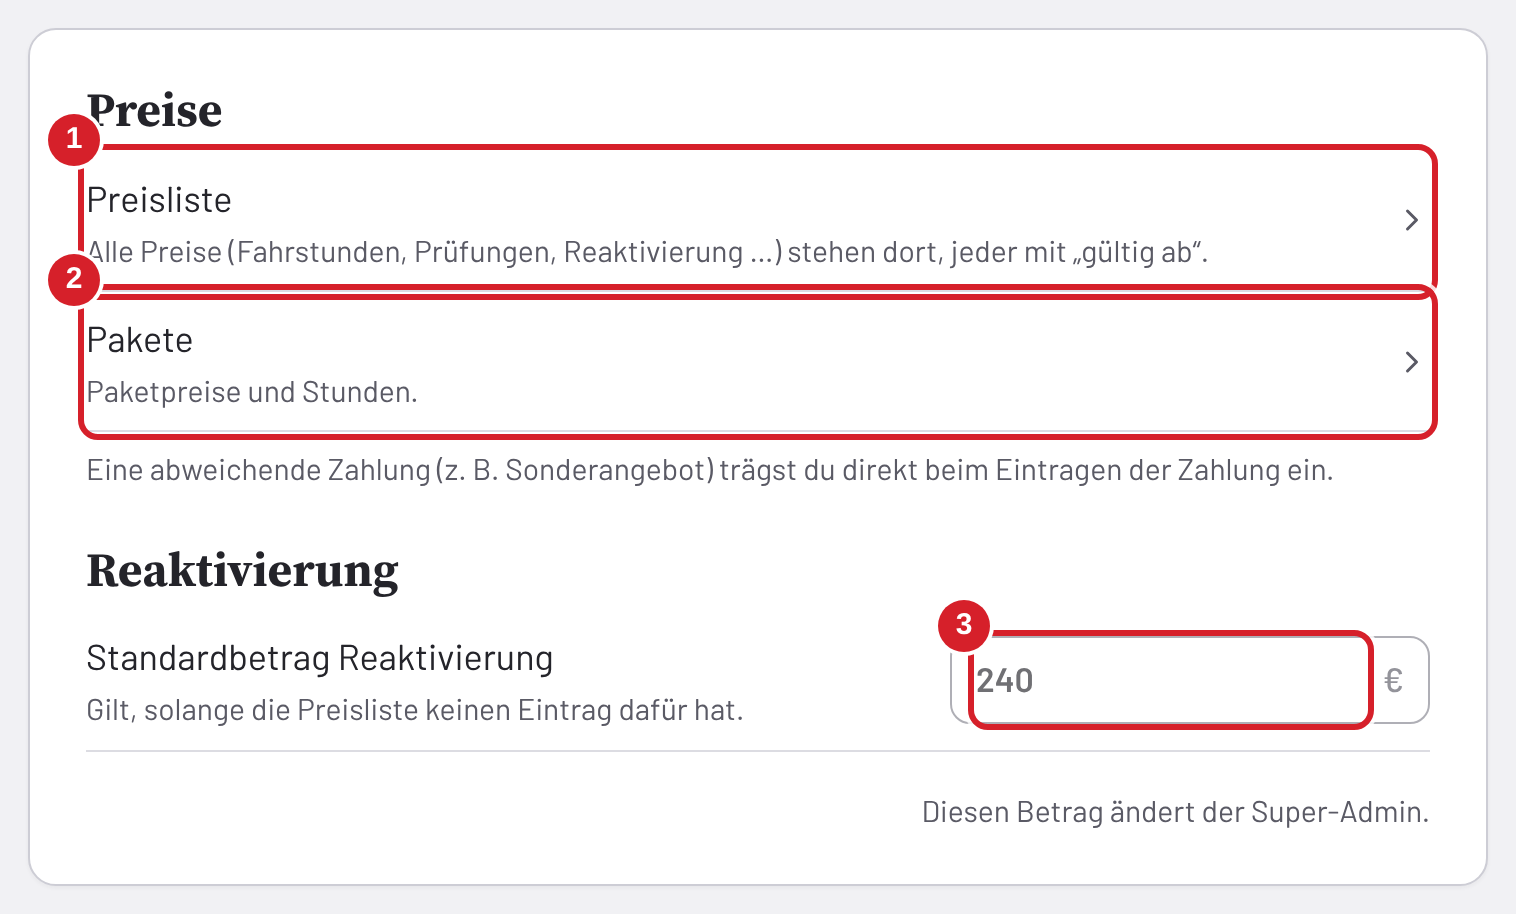 Preise
1
Preisliste
Alle Preise (Fahrstunden, Prüfungen, Reaktivierung ...) stehen dort, jeder mit „gültig ab“.
2
Pakete
Paketpreise und Stunden.
Eine abweichende Zahlung (z. B. Sonderangebot) trägst du direkt beim Eintragen der Zahlung ein.
Reaktivierung
3
Standardbetrag Reaktivierung
240 €
Gilt, solange die Preisliste keinen Eintrag dafür hat.
Diesen Betrag ändert der Super-Admin.